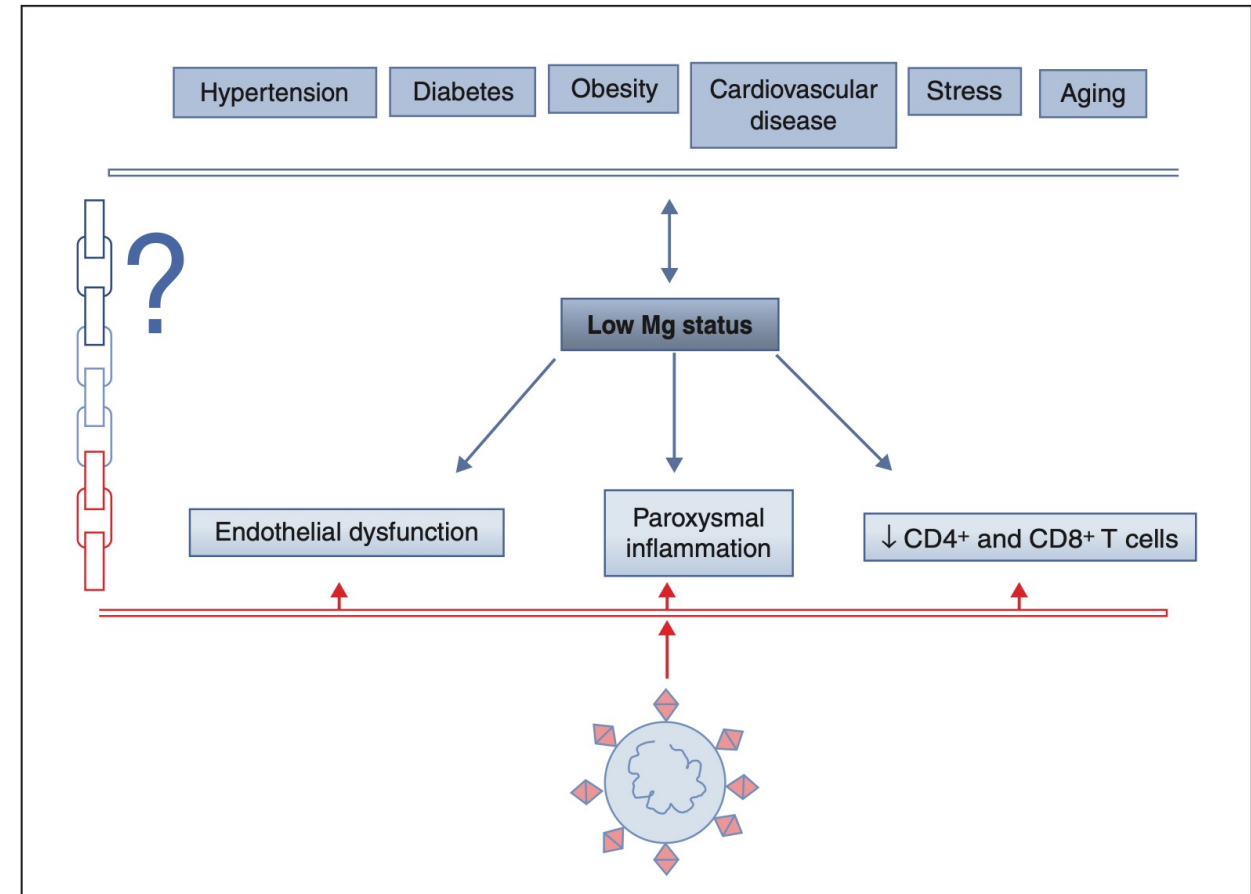 Hypertension
Diabetes
Obesity
Cardiovascular
disease
Stress
Aging
?
Low Mg status
Endothelial dysfunction
Paroxysmal
inflammation
↓ CD4⁺ and CD8⁺ T cells